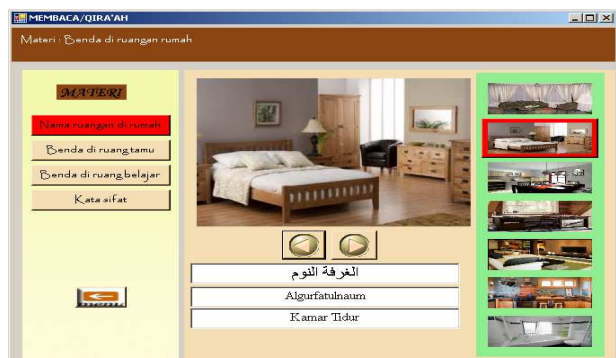 MEMBACA/QIRA'AH
Materi : Benda di ruangan rumah
MATERI
Nama ruangan di rumah
Benda di ruang tamu
Benda di ruang belajar
Kata sifat
الغرفة النوم
Algurfatulnaum
Kamar Tidur